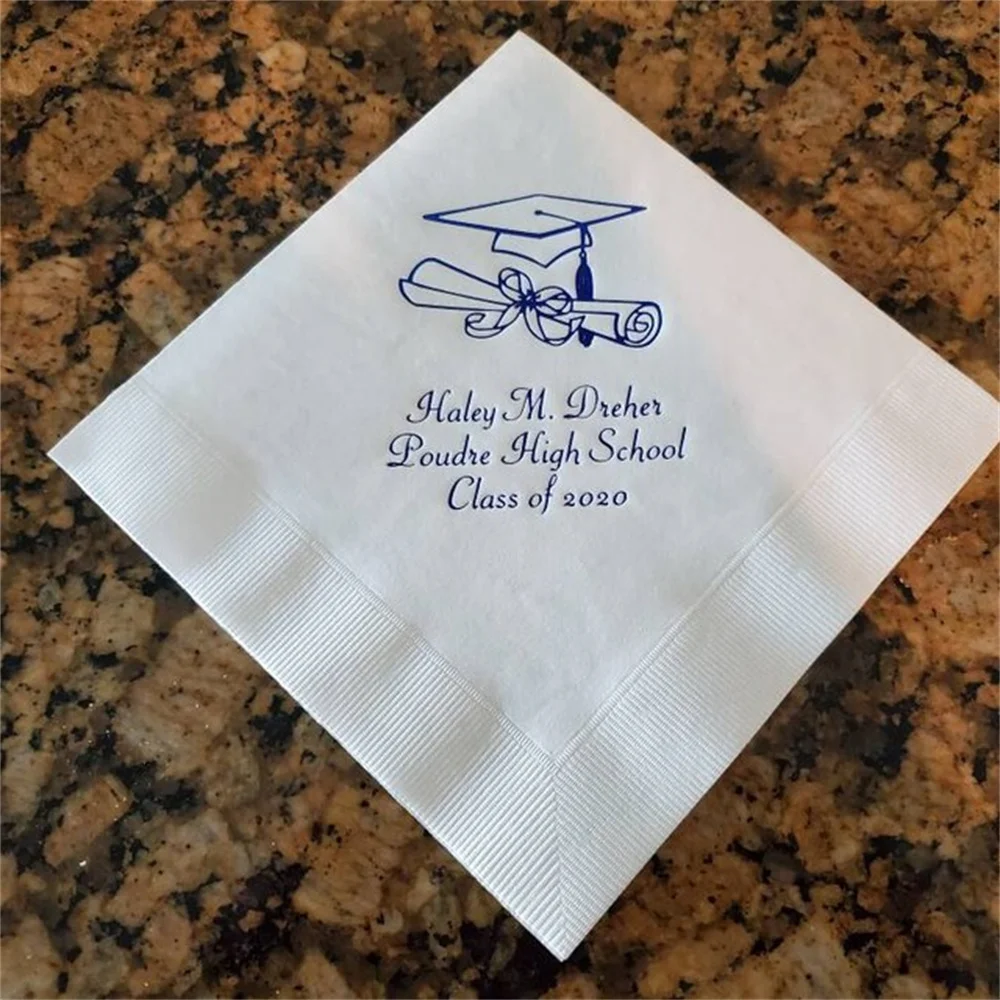 Haley M. Dreher
Poudre High School
Class of 2020